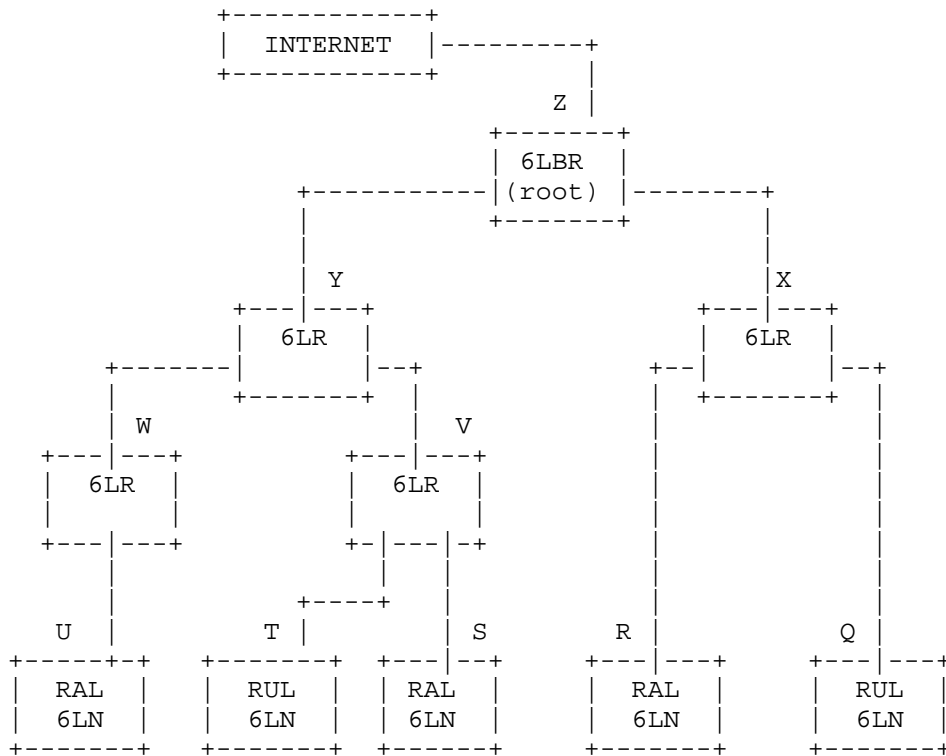 INTERNET
Z
6LBR
(root)
Y X
6LR 6LR
W V
6LR 6LR
U T S R Q
RAL RUL RAL RAL RUL
6LN 6LN 6LN 6LN 6LN